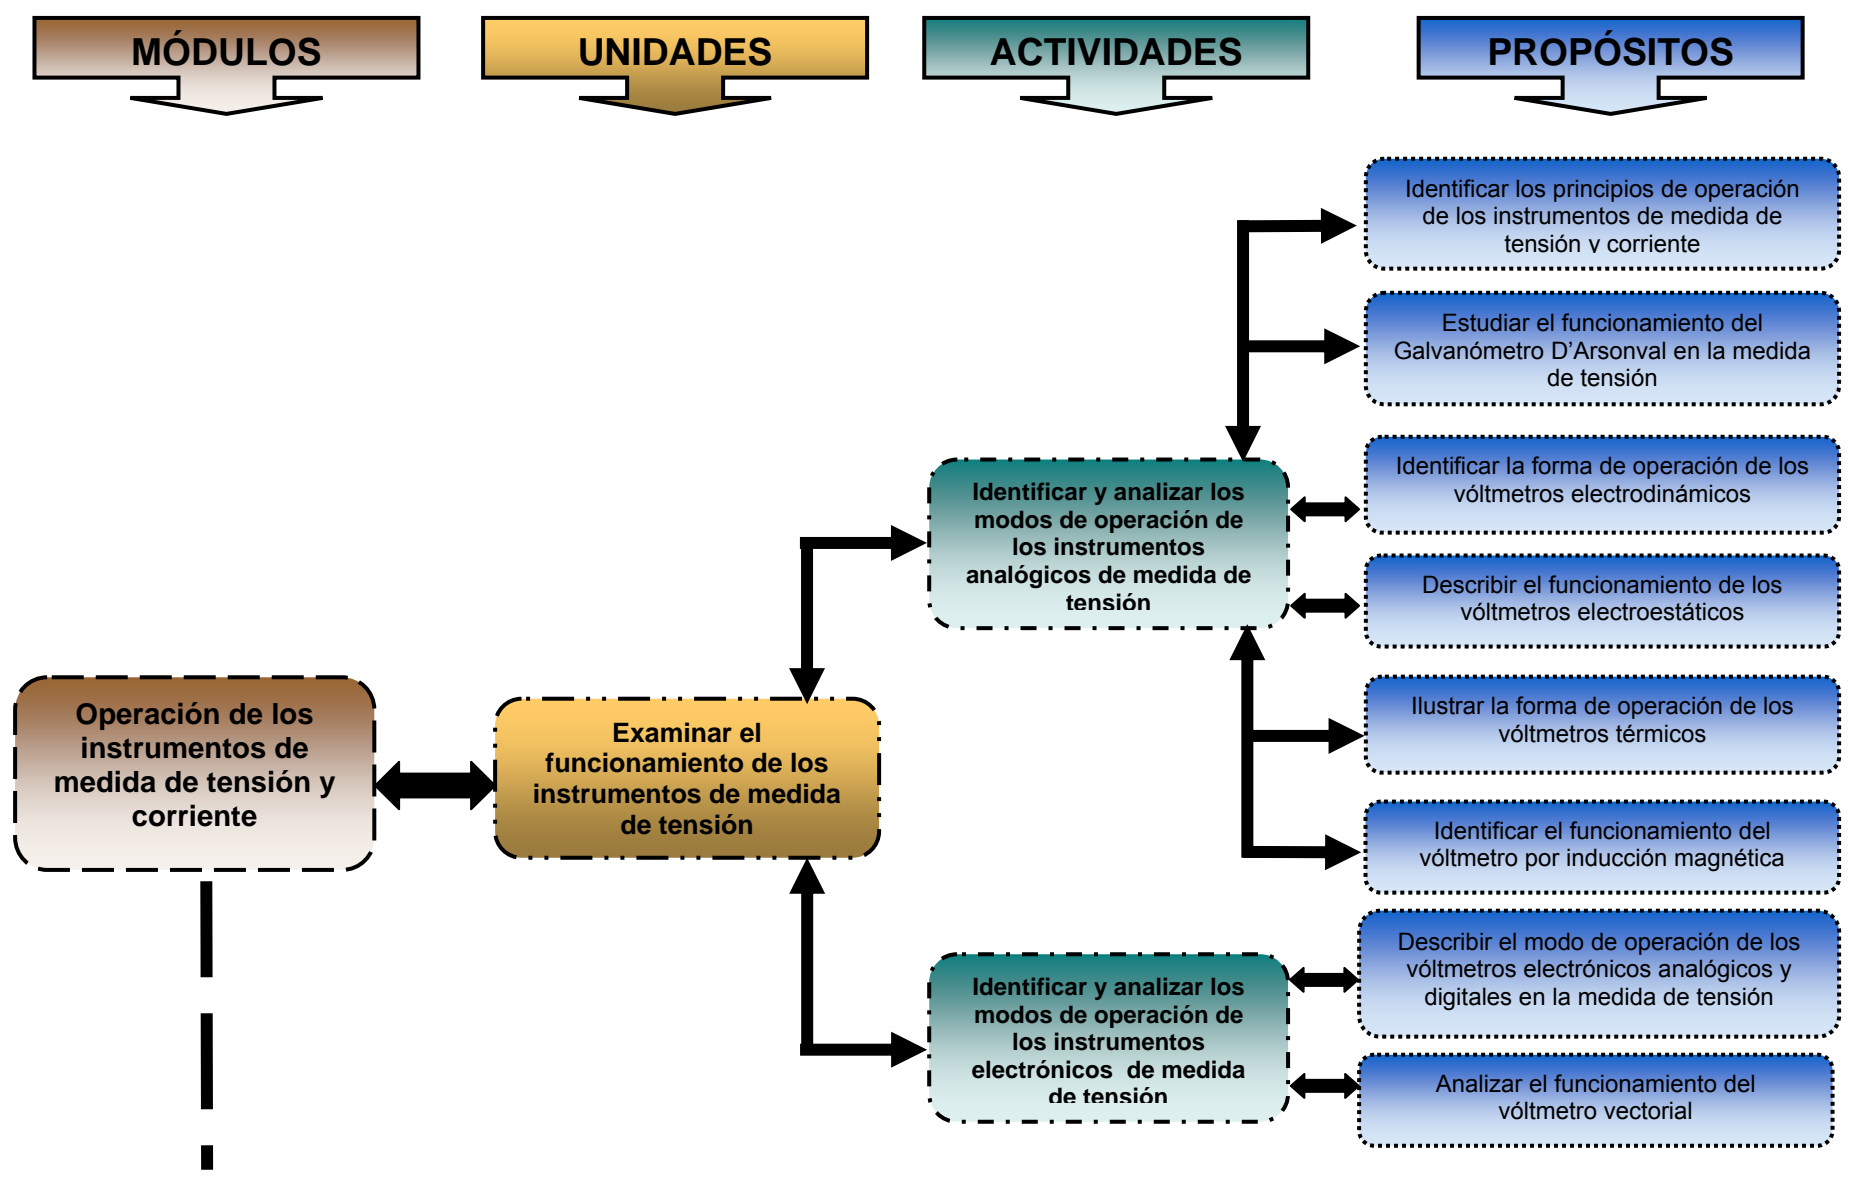 MÓDULOS
UNIDADES
ACTIVIDADES
PROPÓSITOS
Operación de los
instrumentos de
medida de tensión y
corriente
Examinar el
funcionamiento de los
instrumentos de medida
de tensión
Identificar y analizar los
modos de operación de
los instrumentos
analógicos de medida de
tensión
Identificar y analizar los
modos de operación de
los instrumentos
electrónicos  de medida
de tensión
Identificar los principios de operación
de los instrumentos de medida de
tensión y corriente
Estudiar el funcionamiento del
Galvanómetro D’Arsonval en la medida
de tensión
Identificar la forma de operación de los
vóltmetros electrodinámicos
Describir el funcionamiento de los
vóltmetros electroestáticos
Ilustrar la forma de operación de los
vóltmetros térmicos
Identificar el funcionamiento del
vóltmetro por inducción magnética
Describir el modo de operación de los
vóltmetros electrónicos analógicos y
digitales en la medida de tensión
Analizar el funcionamiento del
vóltmetro vectorial